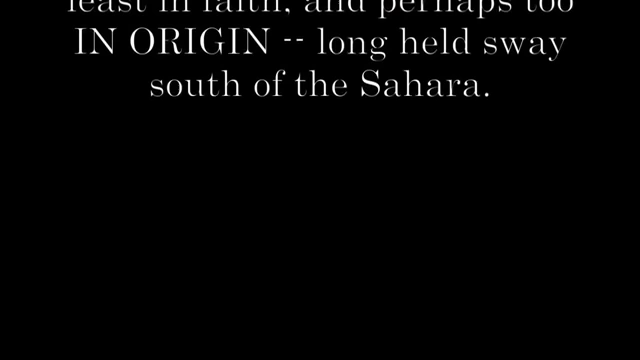 least in faith, and perhaps too
IN ORIGIN -- long held sway
south of the Sahara.